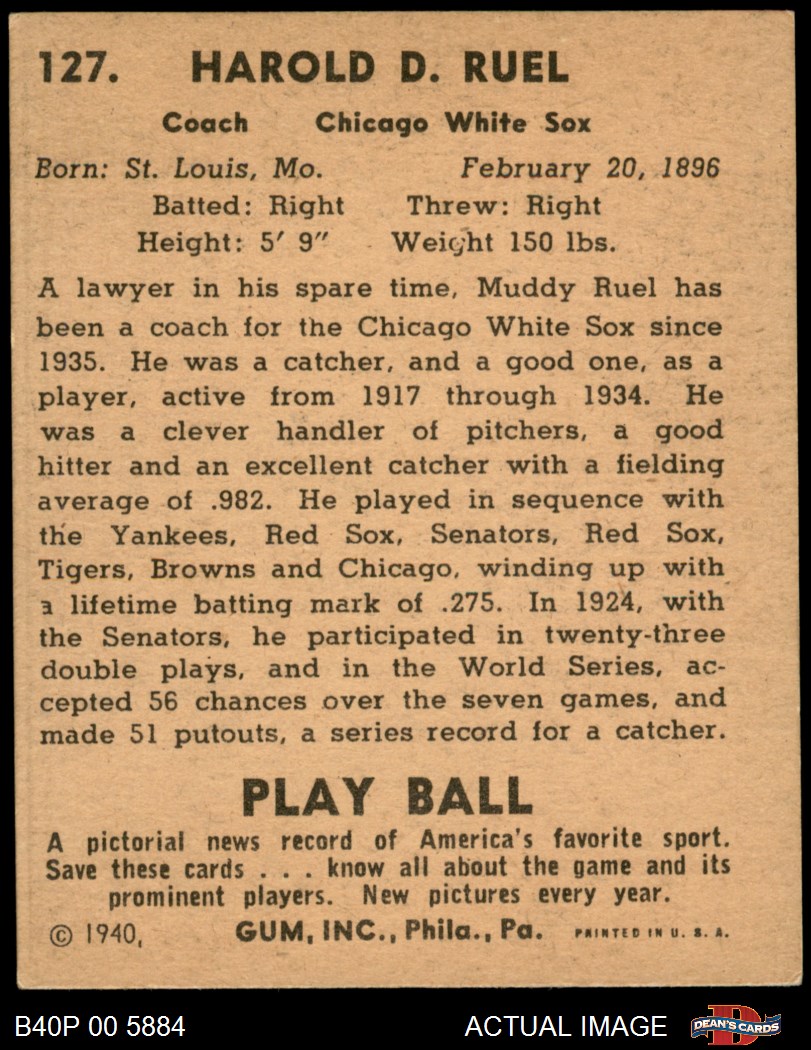 127. HAROLD D. RUEL
Coach Chicago White Sox
Born: St. Louis, Mo. February 20, 1896
Batted: Right Threw: Right
Height: 5' 9" Weight 150 lbs.
A lawyer in his spare time, Muddy Ruel has
been a coach for the Chicago White Sox since
1935. He was a catcher, and a good one, as a
player, active from 1917 through 1934. He
was a clever handler of pitchers, a good
hitter and an excellent catcher with a fielding
average of .982. He played in sequence with
the Yankees, Red Sox, Senators, Red Sox,
Tigers, Browns and Chicago, winding up with
a lifetime batting mark of .275. In 1924, with
the Senators, he participated in twenty-three
double plays, and in the World Series, ac-
cepted 56 chances over the seven games, and
made 51 putouts, a series record for a catcher.
PLAY BALL
A pictorial news record of America's favorite sport.
Save these cards . . . know all about the game and its
prominent players. New pictures every year.
© 1940, GUM, INC., Phila., Pa. PRINTED IN U. S. A.
B40P 00 5884 ACTUAL IMAGE D DEAN'S CARDS